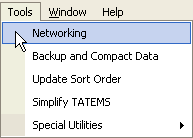 Tools Window Help
Networking
Backup and Compact Data
Update Sort Order
Simplify TATEMS
Special Utilities